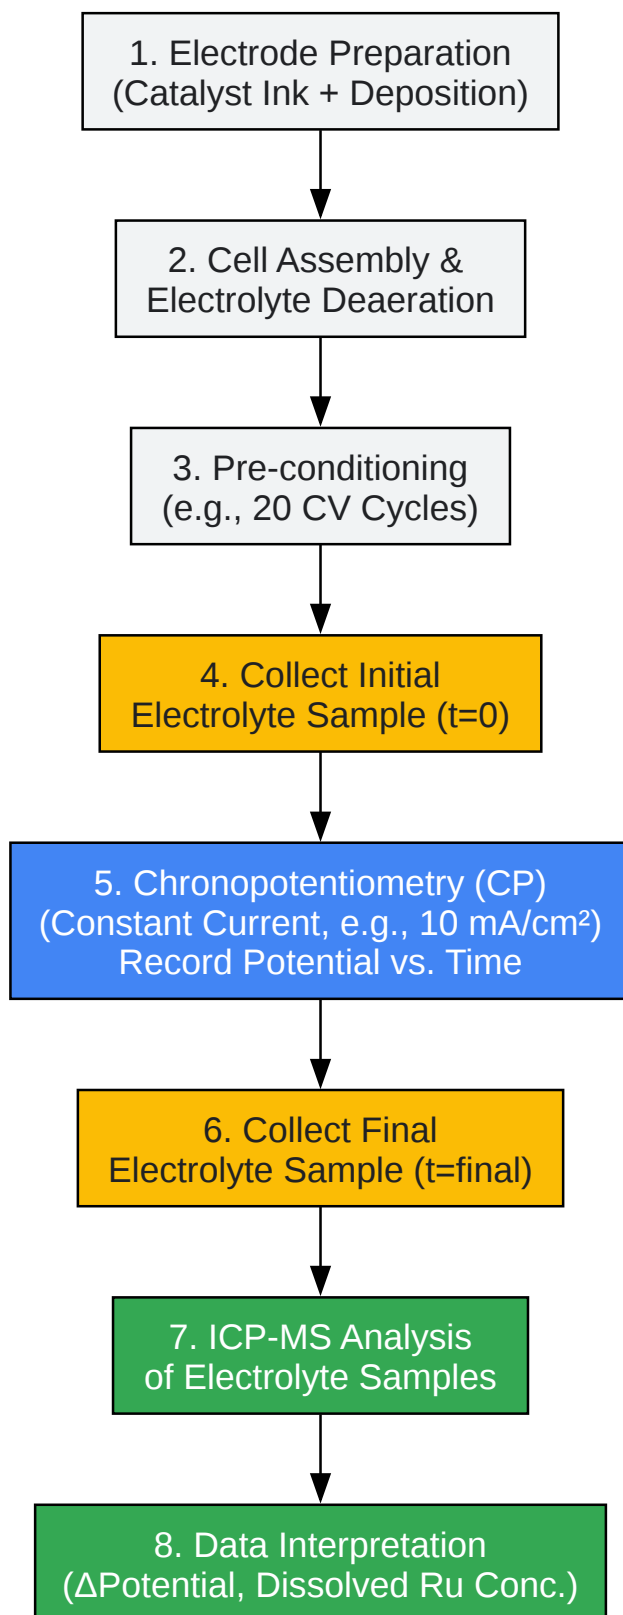 1. Electrode Preparation
(Catalyst Ink + Deposition)
2. Cell Assembly &
Electrolyte Deaeration
3. Pre-conditioning
(e.g., 20 CV Cycles)
4. Collect Initial
Electrolyte Sample (t=0)
5. Chronopotentiometry (CP)
(Constant Current, e.g., 10 mA/cm²)
Record Potential vs. Time
6. Collect Final
Electrolyte Sample (t=final)
7. ICP-MS Analysis
of Electrolyte Samples
8. Data Interpretation
(ΔPotential, Dissolved Ru Conc.)